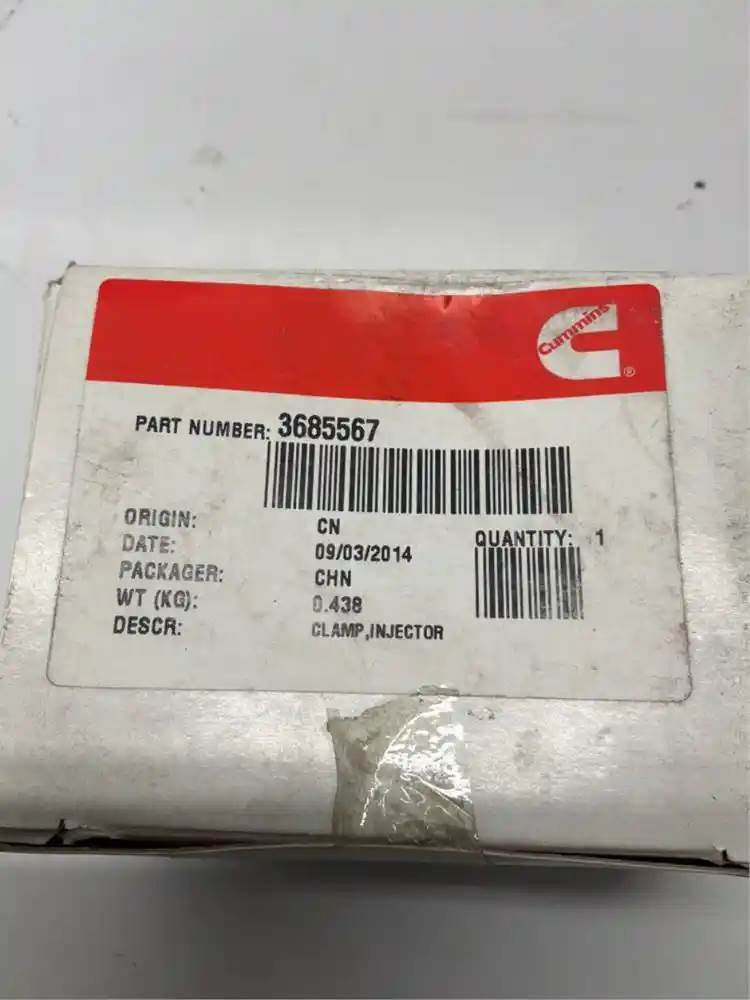 Cummins
®
PART NUMBER: 3685567
ORIGIN: CN
DATE: 09/03/2014
QUANTITY: 1
PACKAGER: CHN
WT (KG): 0.438
DESCR: CLAMP,INJECTOR